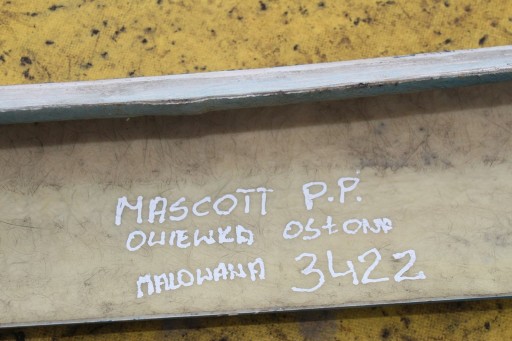 MASCOTT P.P.
OWIEWKA OSŁONA
MALOWANA 3422